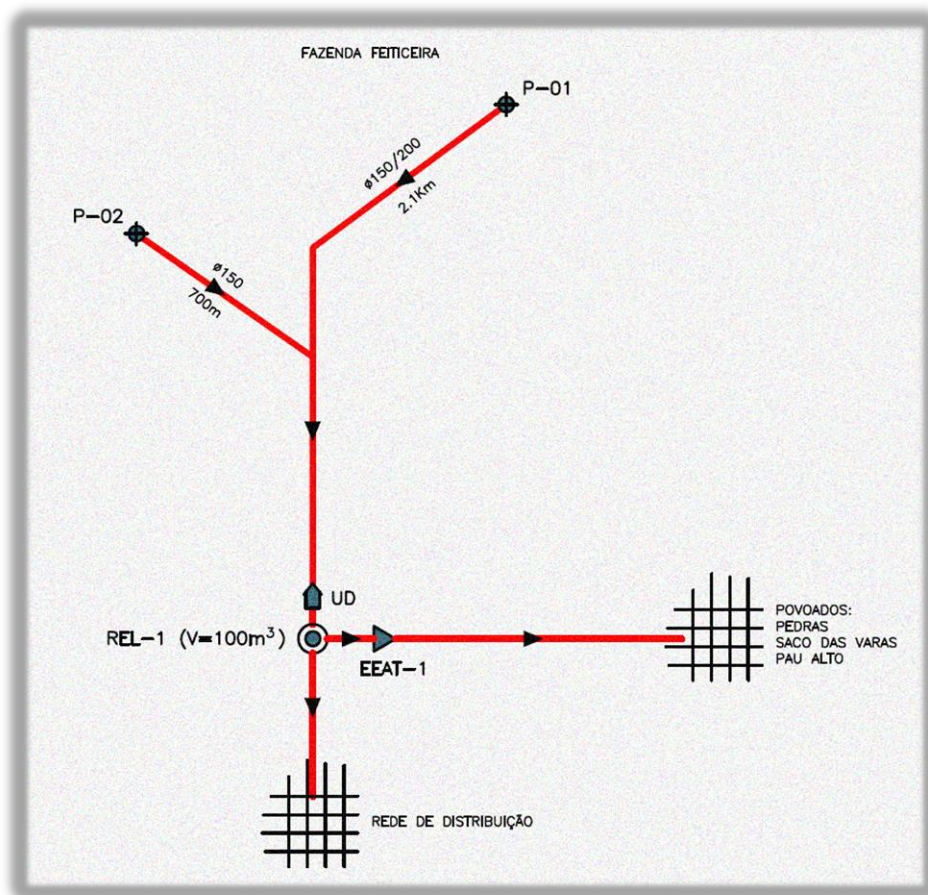 FAZENDA FEITICEIRA
P-01
ø150/200
2.1Km
P-02
ø150
700m
UD
REL-1 (V=100m³)
EEAT-1
POVOADOS:
PEDRAS
SACO DAS VARAS
PAU ALTO
REDE DE DISTRIBUIÇÃO